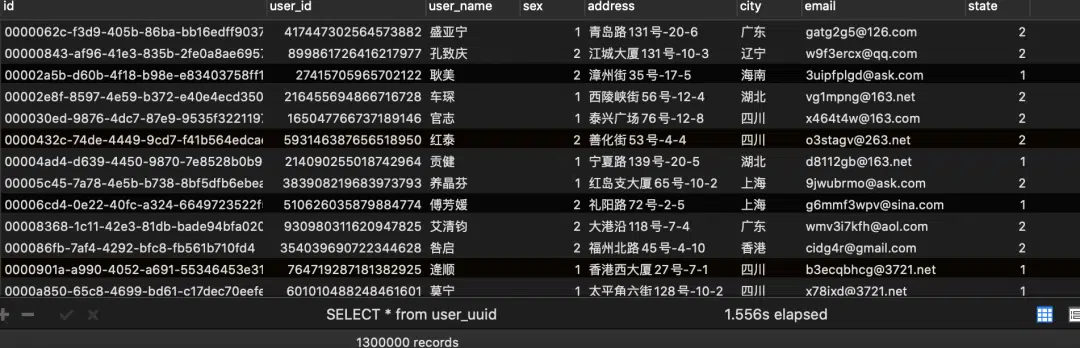 id user_id user_name sex address city email state
0000062c-f3d9-405b-86ba-bb16edff9037 417447302564573882 盛亚宁 1 青岛路131号-20-6 广东 gatg2g5@126.com 2
00000843-af96-41e3-835b-2fe0a8ae6957 899861726416217977 孔致庆 2 江城大厦131号-10-3 辽宁 w9f3ercx@qq.com 2
00002a5b-d60b-4f18-b98e-e83403758ff1 27415705965702122 耿美 1 漳州街35号-17-5 海南 3uipfplgd@ask.com 1
00002e8f-8597-4e59-b372-e40e4ecd350 216455694866716728 车琛 1 西陵峡街56号-12-4 湖北 vg1mpng@163.net 2
000030ed-9876-4dc7-87e9-9535f3221197 165047766737189146 官志 1 泰兴广场76号-12-8 四川 x464t4w@163.com 2
0000432c-74de-4449-9cd7-f41b564edcae 593146387656518950 红泰 2 善化街53号-4-4 四川 o3stagv@263.net 2
00004ad4-d639-4450-9870-7e8528b0b9 214090255018742964 贡健 1 宁夏路139号-20-5 湖北 d8112gb@163.net 1
00005c45-7a78-4e5b-b738-8bf5dfb6ebea 383908219683973793 养晶芬 1 红岛支大厦65号-10-2 上海 9jwubrmo@ask.com 2
00006cd4-0e22-40fc-a324-6649723522f 510626035879884774 傅芳媛 2 礼阳路72号-2-5 上海 g6mmf3wpv@sina.com 1
00008368-1c11-42e3-81db-bade94bfa020 930980311620947825 艾清钧 2 大港沿118号-7-4 广东 wmv3i7kfh@aol.com 2
000086fb-7af4-4292-bfc8-fb561b710fd4 354039690722344628 昝启 2 福州北路45号-4-10 香港 cidg4r@gmail.com 2
0000901a-a990-4052-a691-55346453e31 764719287181382925 逄顺 1 香港西大厦27号-7-1 四川 b3ecqbhcg@3721.net 1
0000a850-65c8-4699-bd61-c17dec70eefe 601010488248461601 莫宁 1 太平角六街128号-10-2 四川 x78ixd@3721.net 1
SELECT * from user_uuid 1.556s elapsed
1300000 records